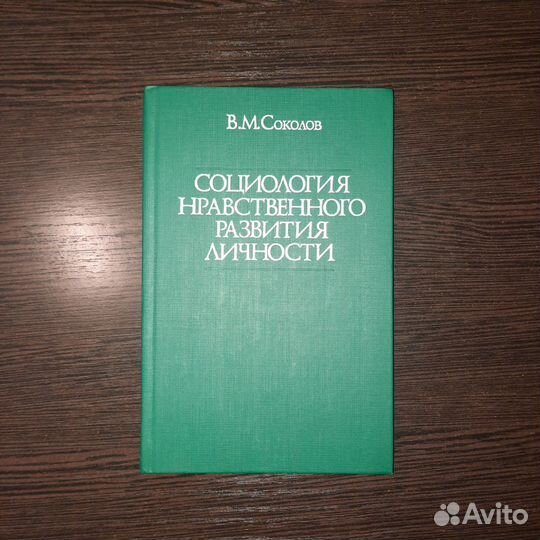 В.М.Соколов
СОЦИОЛОГИЯ
НРАВСТВЕННОГО
РАЗВИТИЯ
ЛИЧНОСТИ
Avito